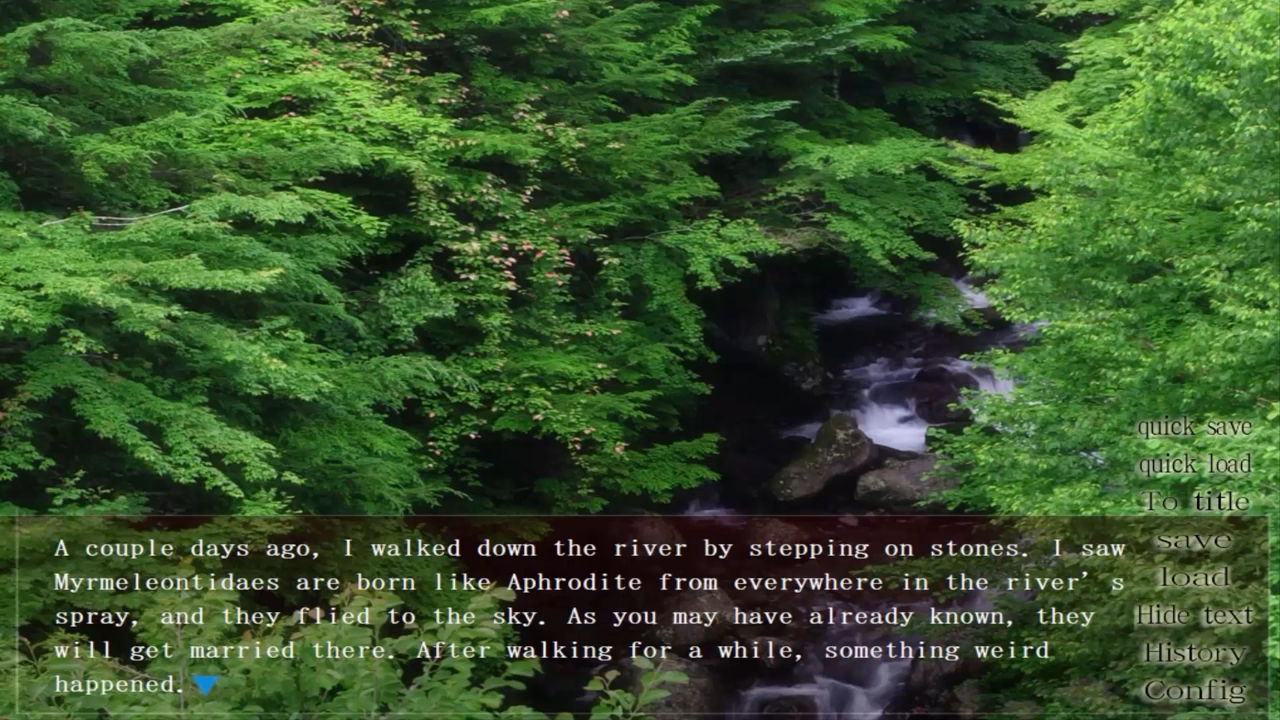 quick save
quick load
To title
save
load
Hide text
History
Config
A couple days ago, I walked down the river by stepping on stones. I saw
Myrmeleontidaes are born like Aphrodite from everywhere in the river’s
spray, and they flied to the sky. As you may have already known, they
will get married there. After walking for a while, something weird
happened.